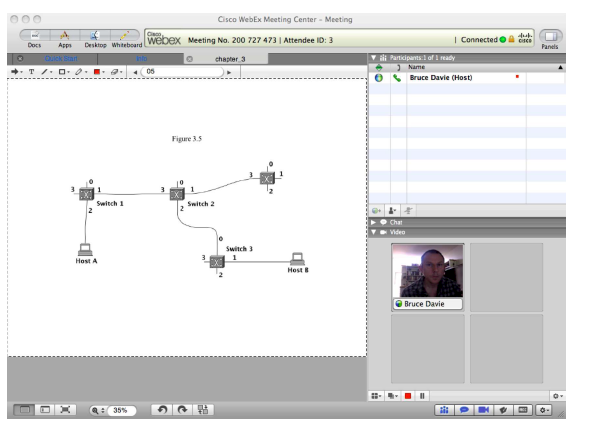 Cisco WebEx Meeting Center - Meeting
Docs Apps Desktop Whiteboard Cisco webex Meeting No. 200 727 473 | Attendee ID: 3 | Connected cisco Panels
Quick Start Info chapter_3
T 05
Participants:1 of 1 ready
Name
Bruce Davie (Host)
Figure 3.5
0
3 1
2
0
3 1
2
Switch 1
0
3 1
2
Switch 2
0
Switch 3
3 1
2
Host A
Host B
Chat
Video
Bruce Davie
35%